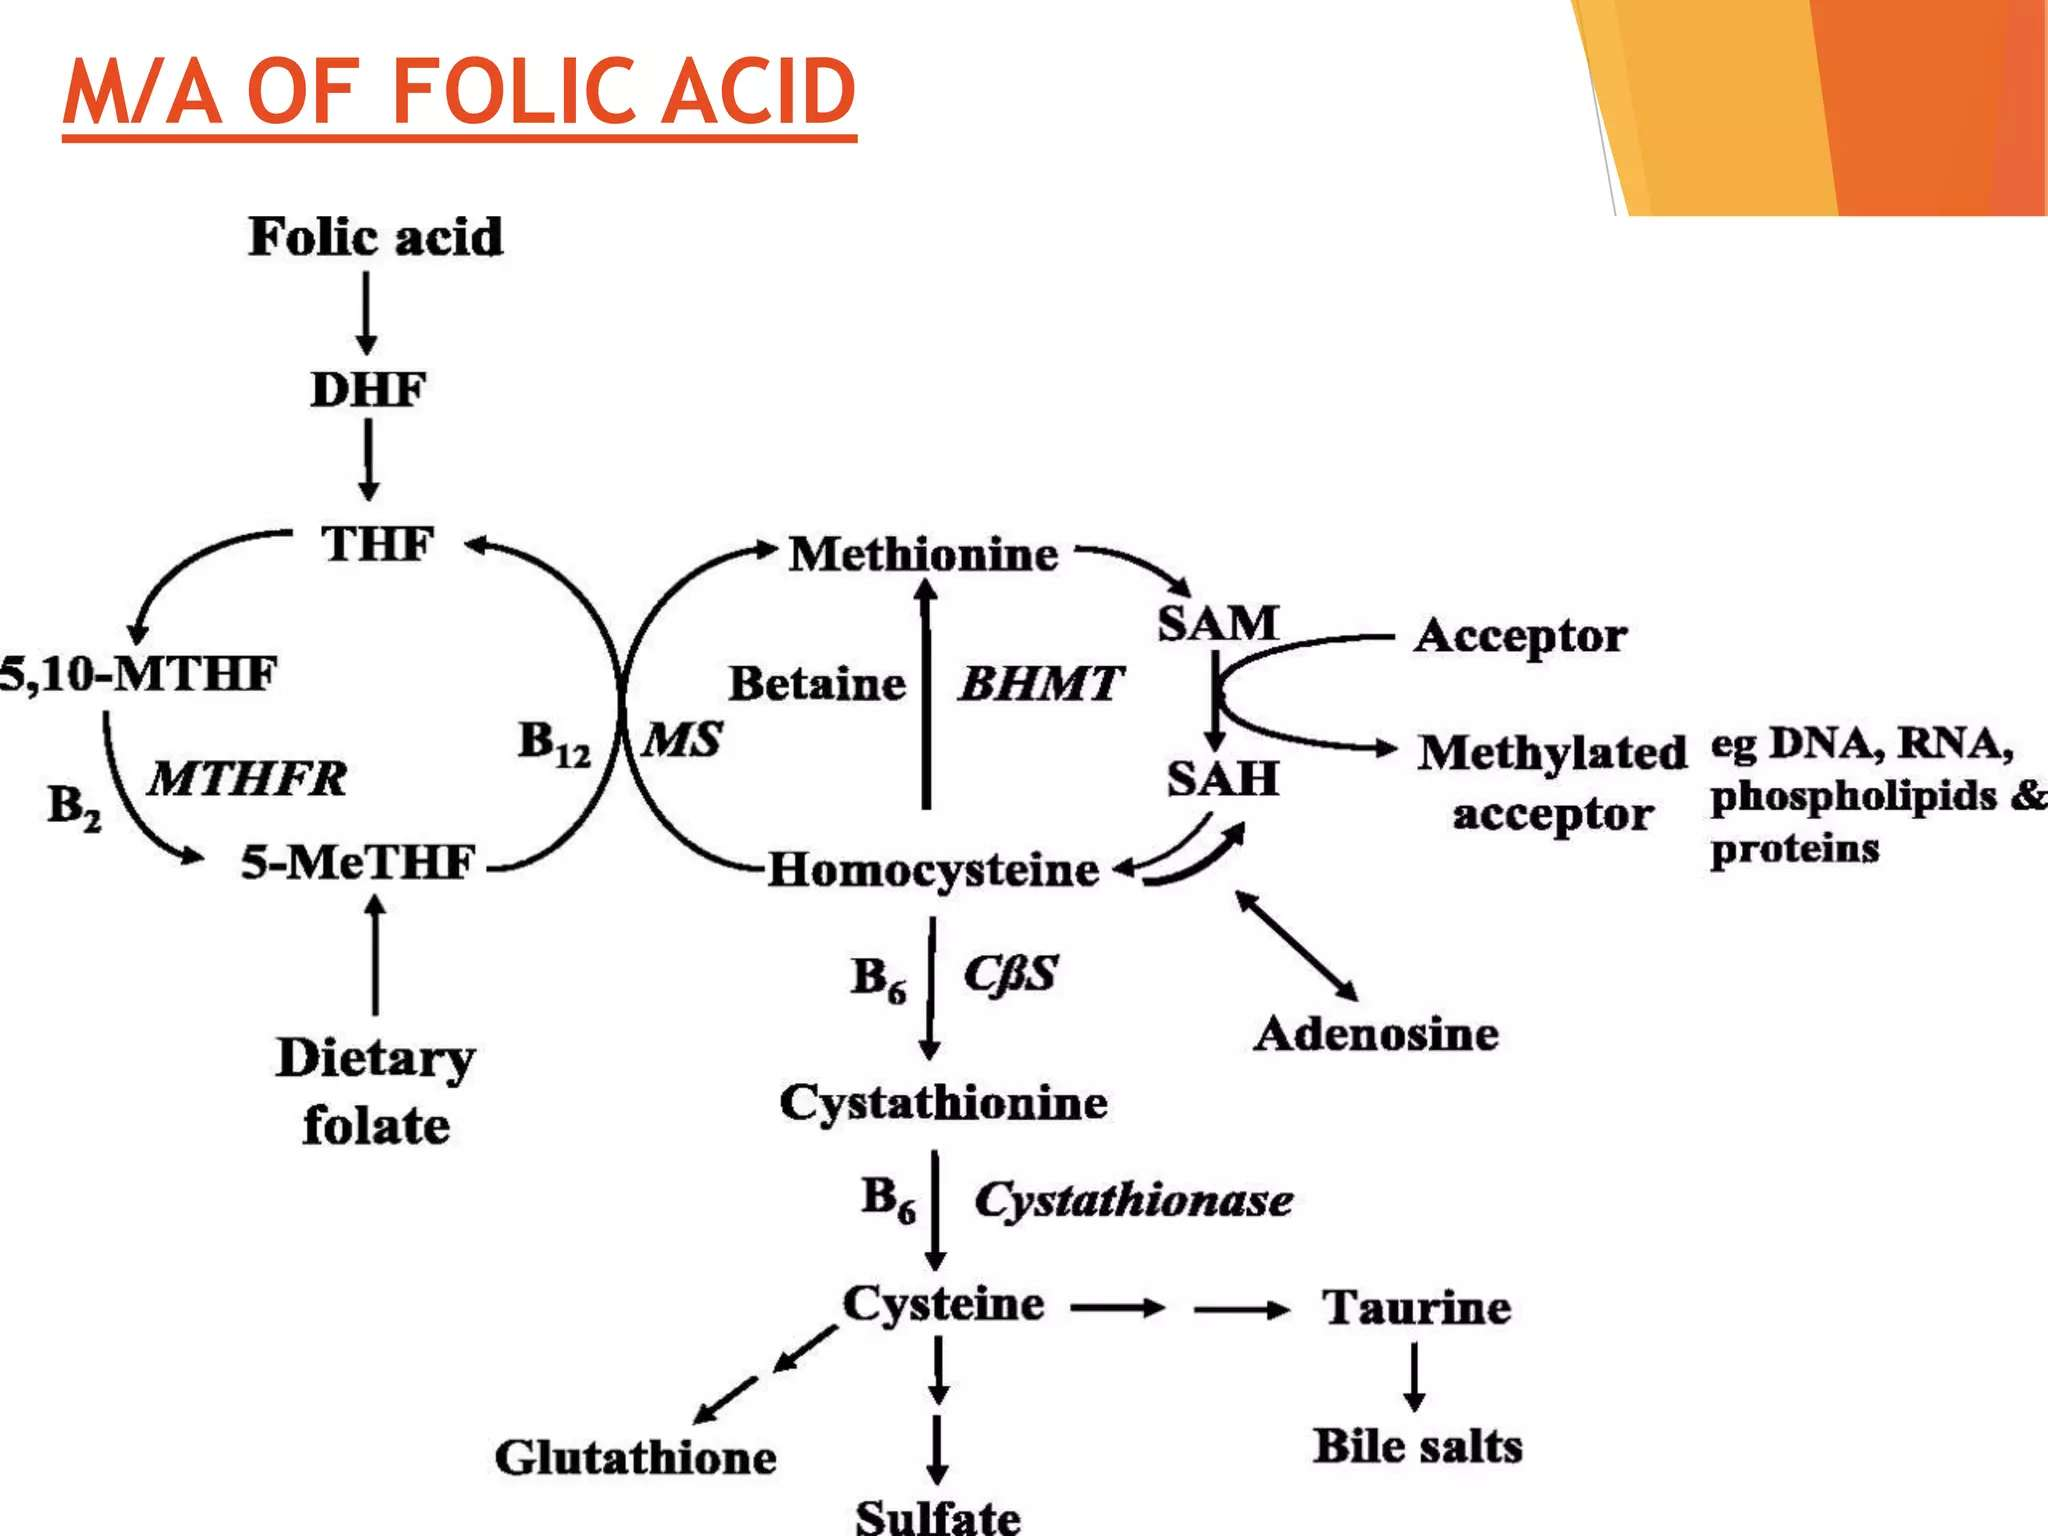 M/A OF FOLIC ACID
Folic acid
DHF
THF
Methionine
SAM
Acceptor
5,10-MTHF
Betaine
BHMT
B12
MS
Methylated
acceptor
eg DNA, RNA,
phospholipids &
proteins
MTHFR
B2
SAH
5-MeTHF
Homocysteine
B6
CßS
Adenosine
Dietary
folate
Cystathionine
B6
Cystathionase
Cysteine
Taurine
Glutathione
Bile salts
Sulfate